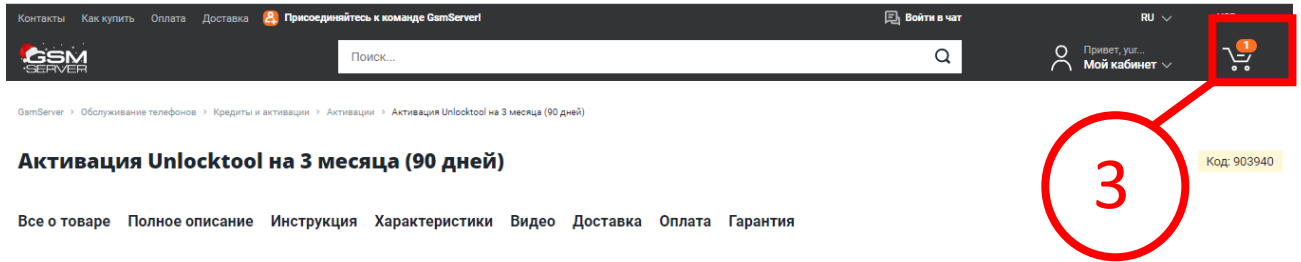 Контакты Как купить Оплата Доставка Присоединяйтесь к команде GsmServer! Войти в чат RU
GSM
SERVER
Поиск...
Привет, yur...
Мой кабинет
1
GsmServer > Обслуживание телефонов > Кредиты и активации > Активации > Активация Unlocktool на 3 месяца (90 дней)
Активация Unlocktool на 3 месяца (90 дней)
Код: 903940
3
Все о товаре Полное описание Инструкция Характеристики Видео Доставка Оплата Гарантия